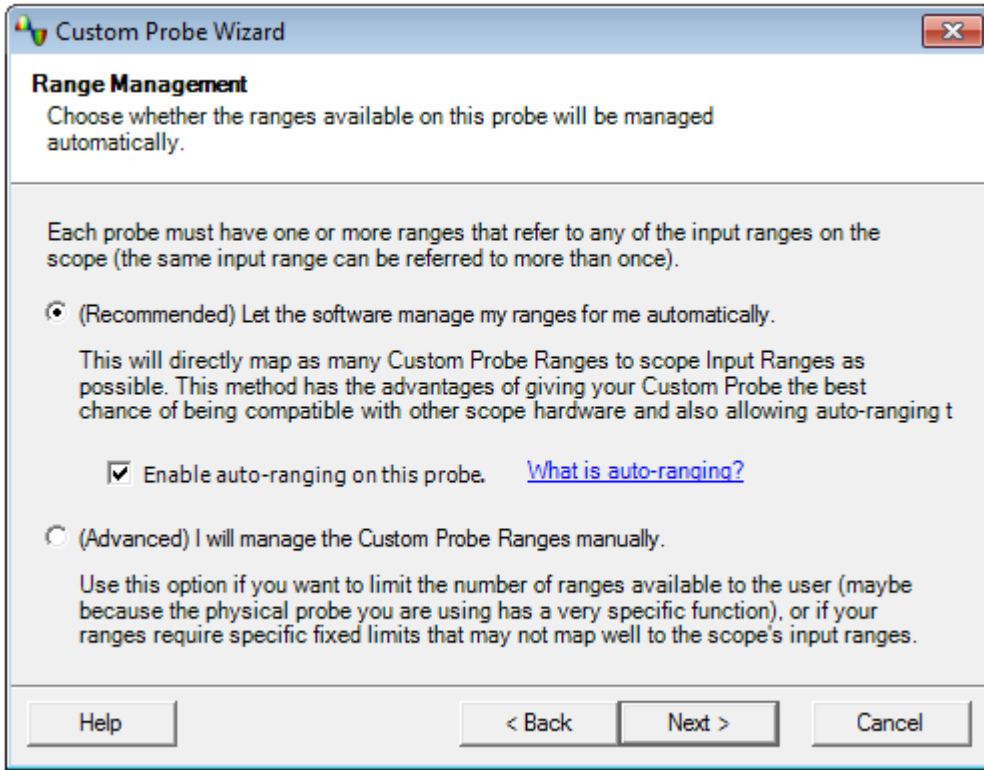 Custom Probe Wizard
Range Management
Choose whether the ranges available on this probe will be managed
automatically.
Each probe must have one or more ranges that refer to any of the input ranges on the
scope (the same input range can be referred to more than once).
(Recommended) Let the software manage my ranges for me automatically.
This will directly map as many Custom Probe Ranges to scope Input Ranges as
possible. This method has the advantages of giving your Custom Probe the best
chance of being compatible with other scope hardware and also allowing auto-ranging t
Enable auto-ranging on this probe. What is auto-ranging?
(Advanced) I will manage the Custom Probe Ranges manually.
Use this option if you want to limit the number of ranges available to the user (maybe
because the physical probe you are using has a very specific function), or if your
ranges require specific fixed limits that may not map well to the scope's input ranges.
Help < Back Next > Cancel